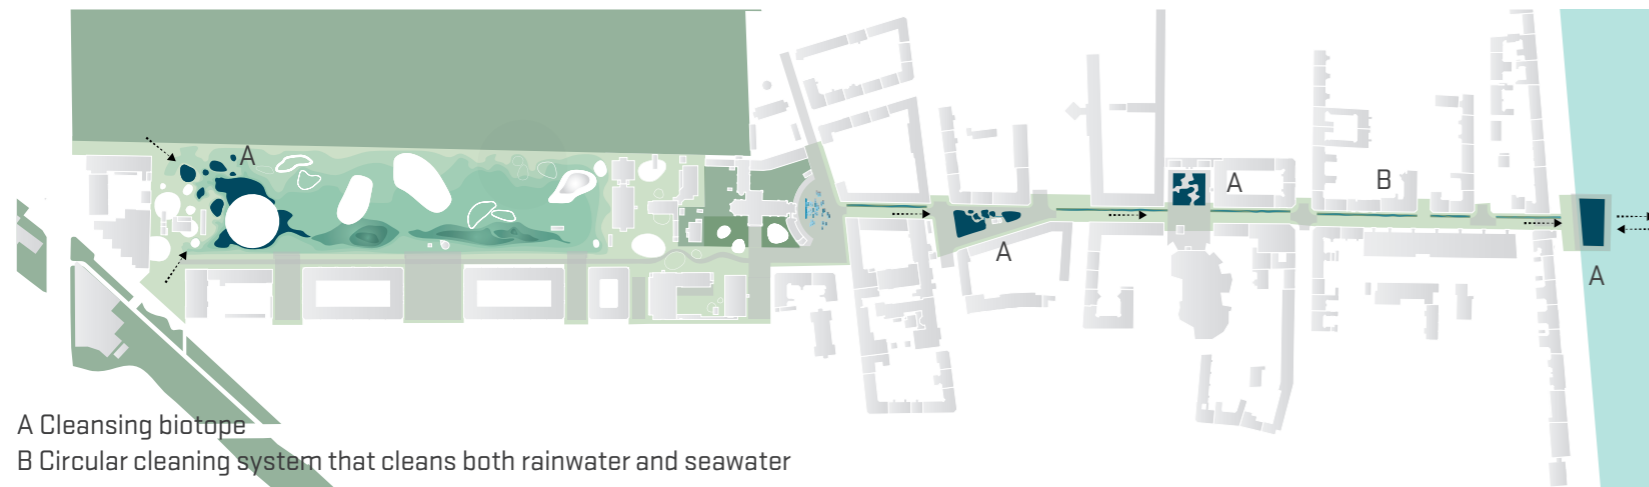 A
A
A
B
A
A Cleansing biotope
B Circular cleaning system that cleans both rainwater and seawater